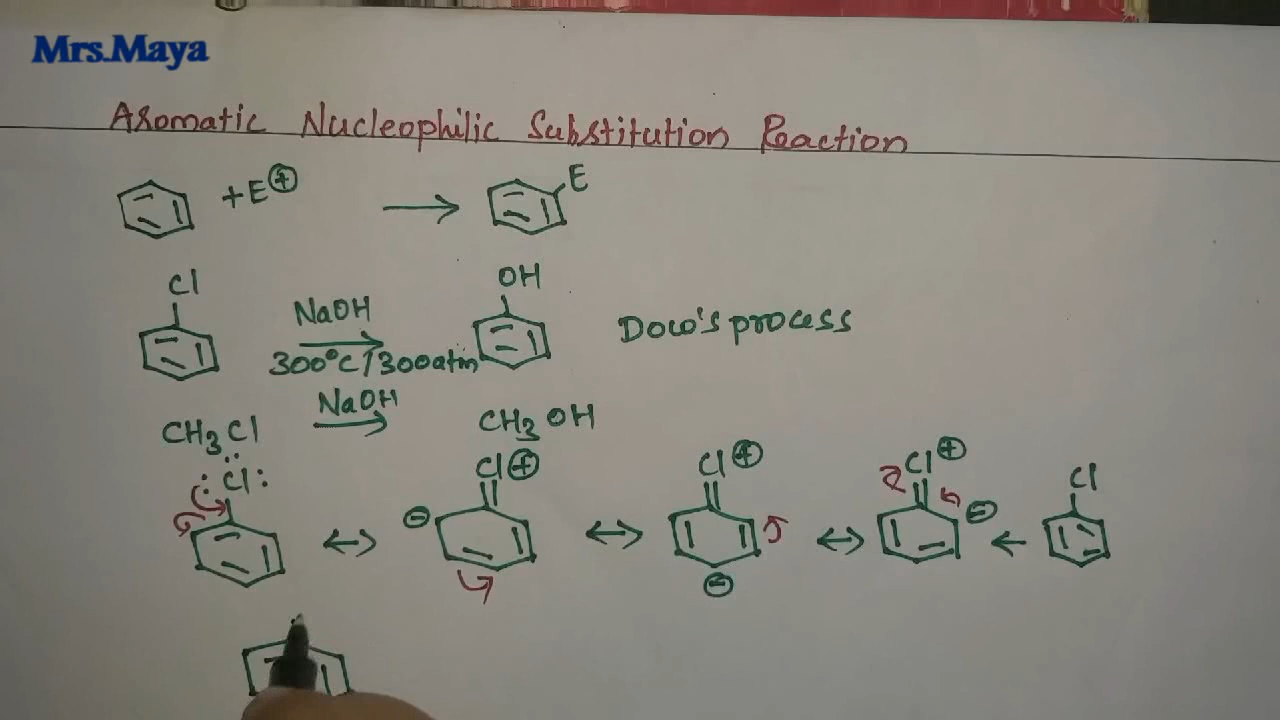 Mrs.Maya
Aromatic Nucleophilic Substitution Reaction
+E⊕ → E
Cl NaOH 300°C/300atm OH Dow's process
CH3Cl NaOH → CH3OH
:Cl: ↔ Cl⊕ ⊖ ↔ Cl⊕ ⊖ ↔ Cl⊕ ⊖ ← Cl